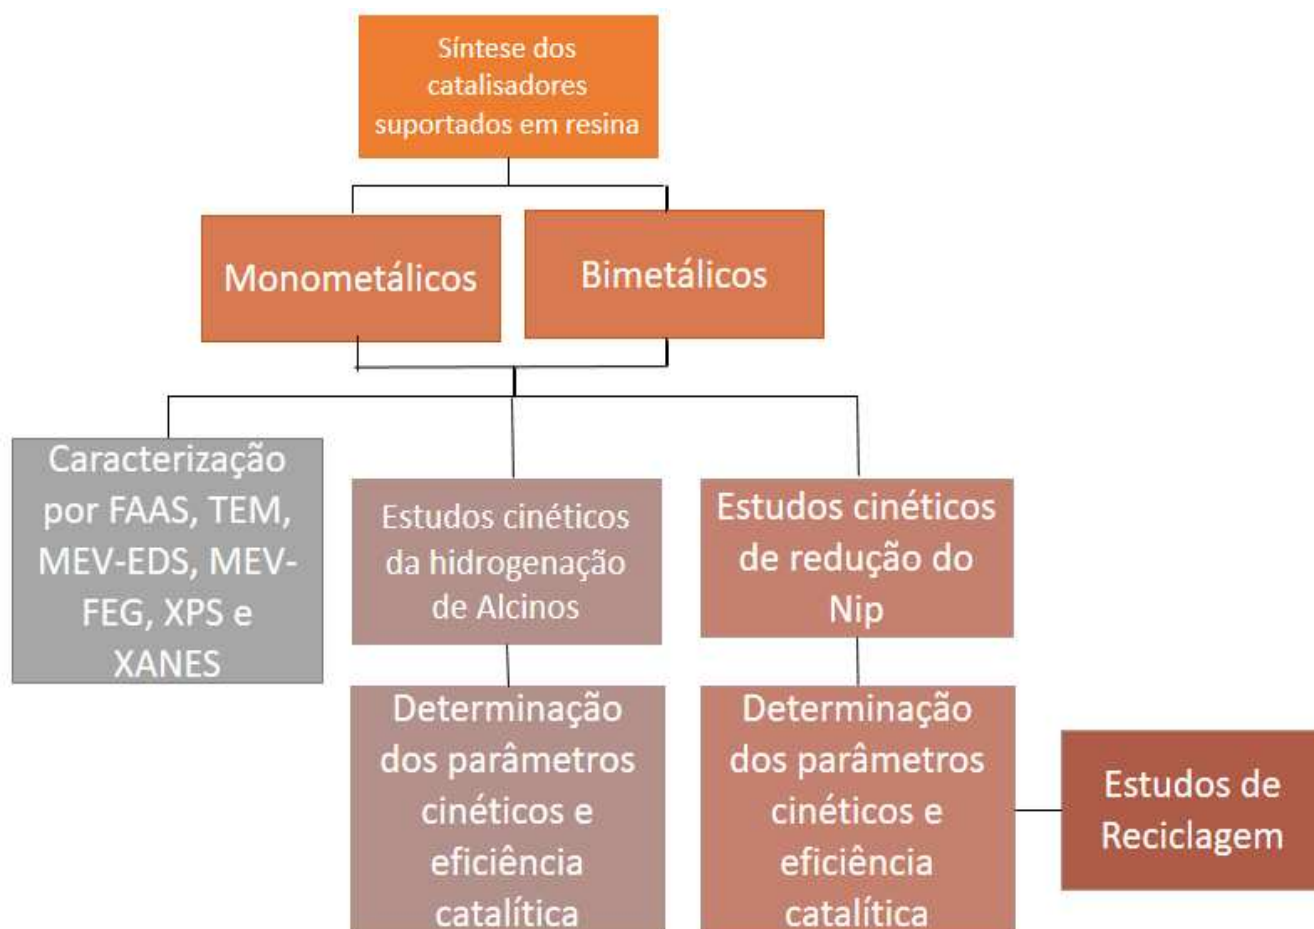 Síntese dos
catalisadores
suportados em resina
Monometálicos
Bimetálicos
Caracterização
por FAAS, TEM,
MEV-EDS, MEV-
FEG, XPS e
XANES
Estudos cinéticos
da hidrogenação
de Alcinos
Estudos cinéticos
de redução do
Nip
Determinação
dos parâmetros
cinéticos e
eficiência
catalítica
Determinação
dos parâmetros
cinéticos e
eficiência
catalítica
Estudos de
Reciclagem